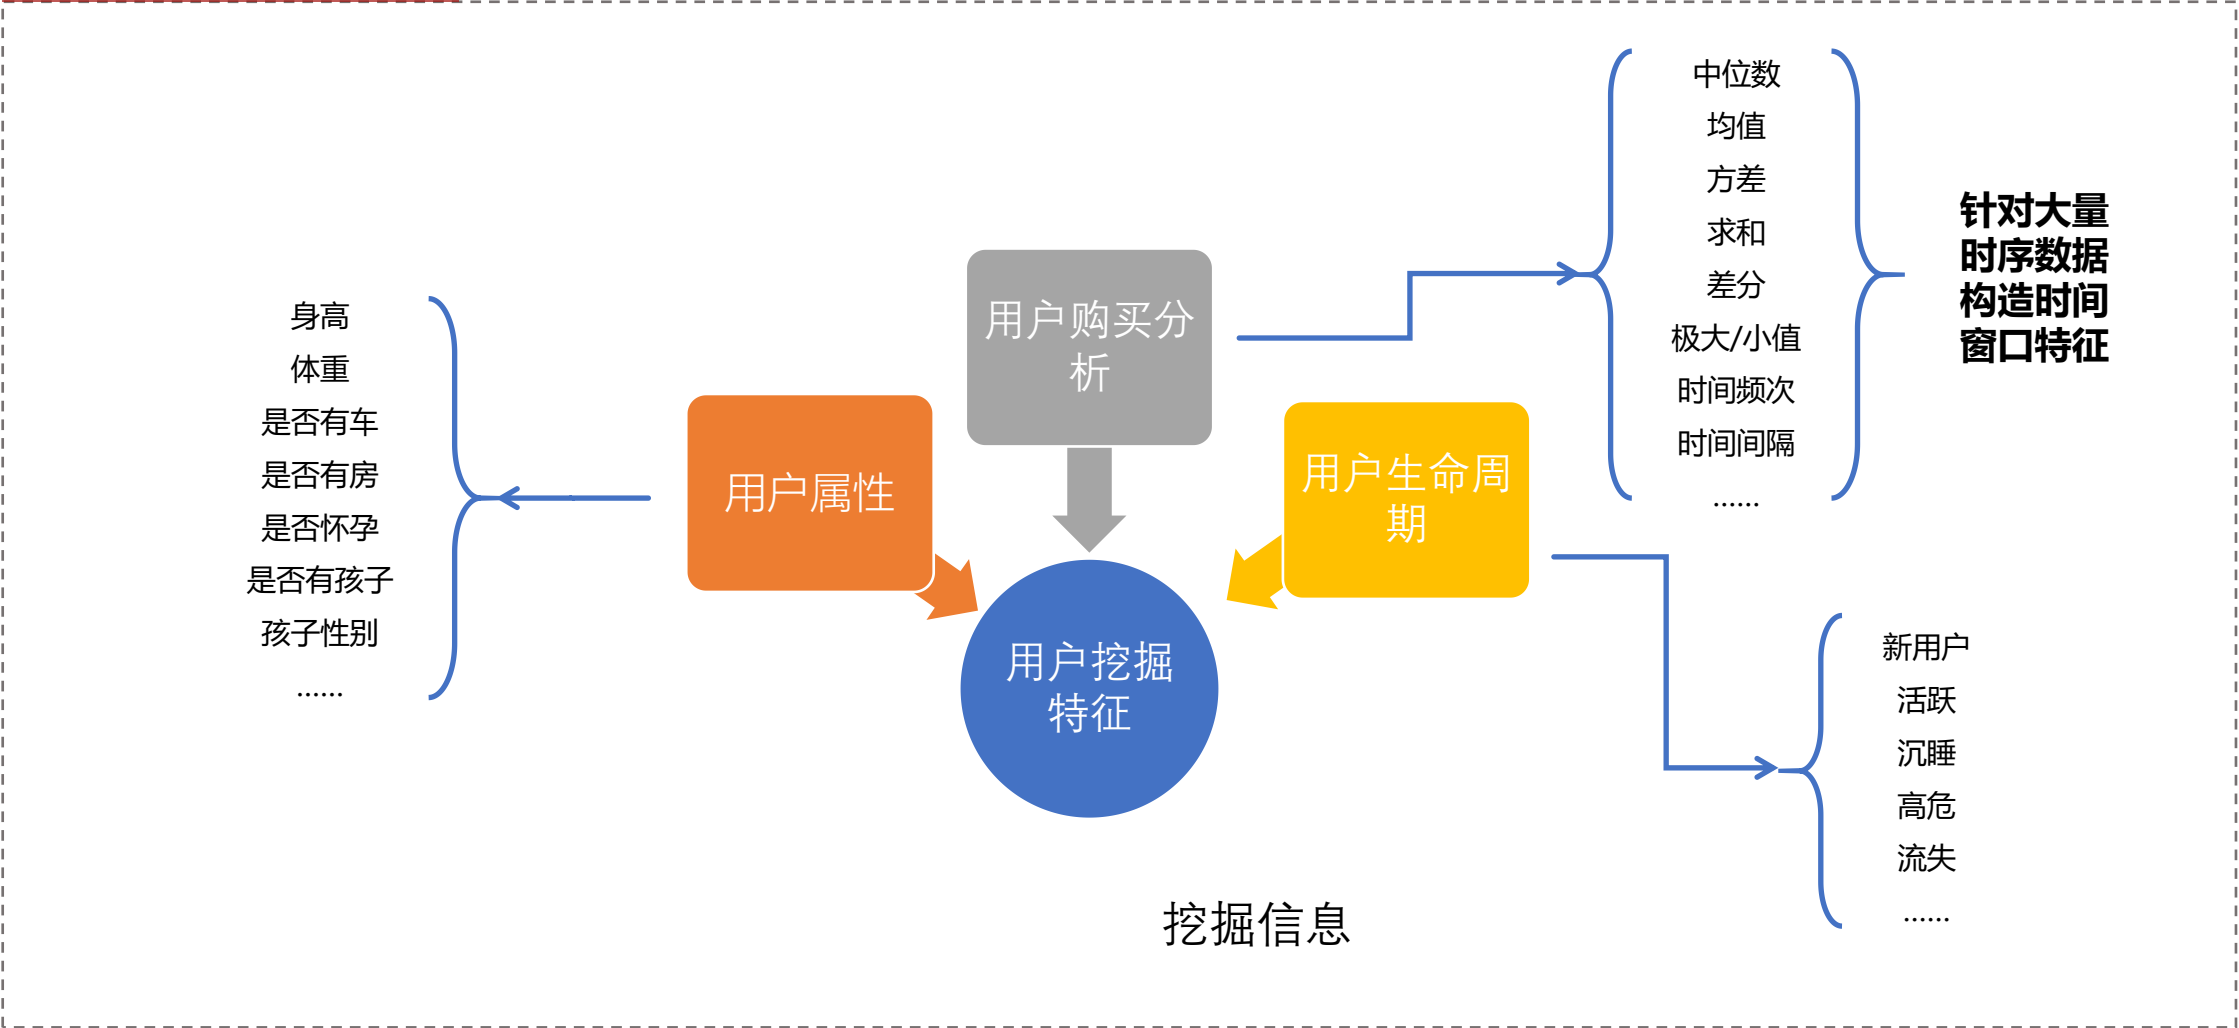 身高
体重
是否有车
是否有房
是否怀孕
是否有孩子
孩子性别
......
用户属性
用户购买分
析
用户生命周
期
用户挖掘
特征
中位数
均值
方差
求和
差分
极大/小值
时间频次
时间间隔
......
针对大量
时序数据
构造时间
窗口特征
新用户
活跃
沉睡
高危
流失
......
挖掘信息